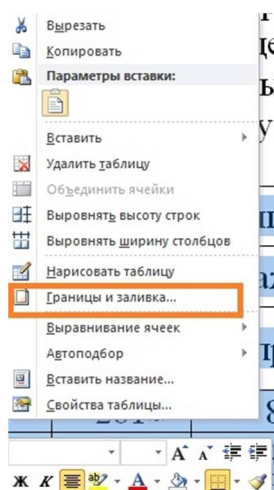 Вырезать
Копировать
Параметры вставки:
Вставить
Удалить таблицу
Объединить ячейки
Выровнять высоту строк
Выровнять ширину столбцов
Нарисовать таблицу
Границы и заливка...
Выравнивание ячеек
Автоподбор
Вставить название...
Свойства таблицы...
Ж К